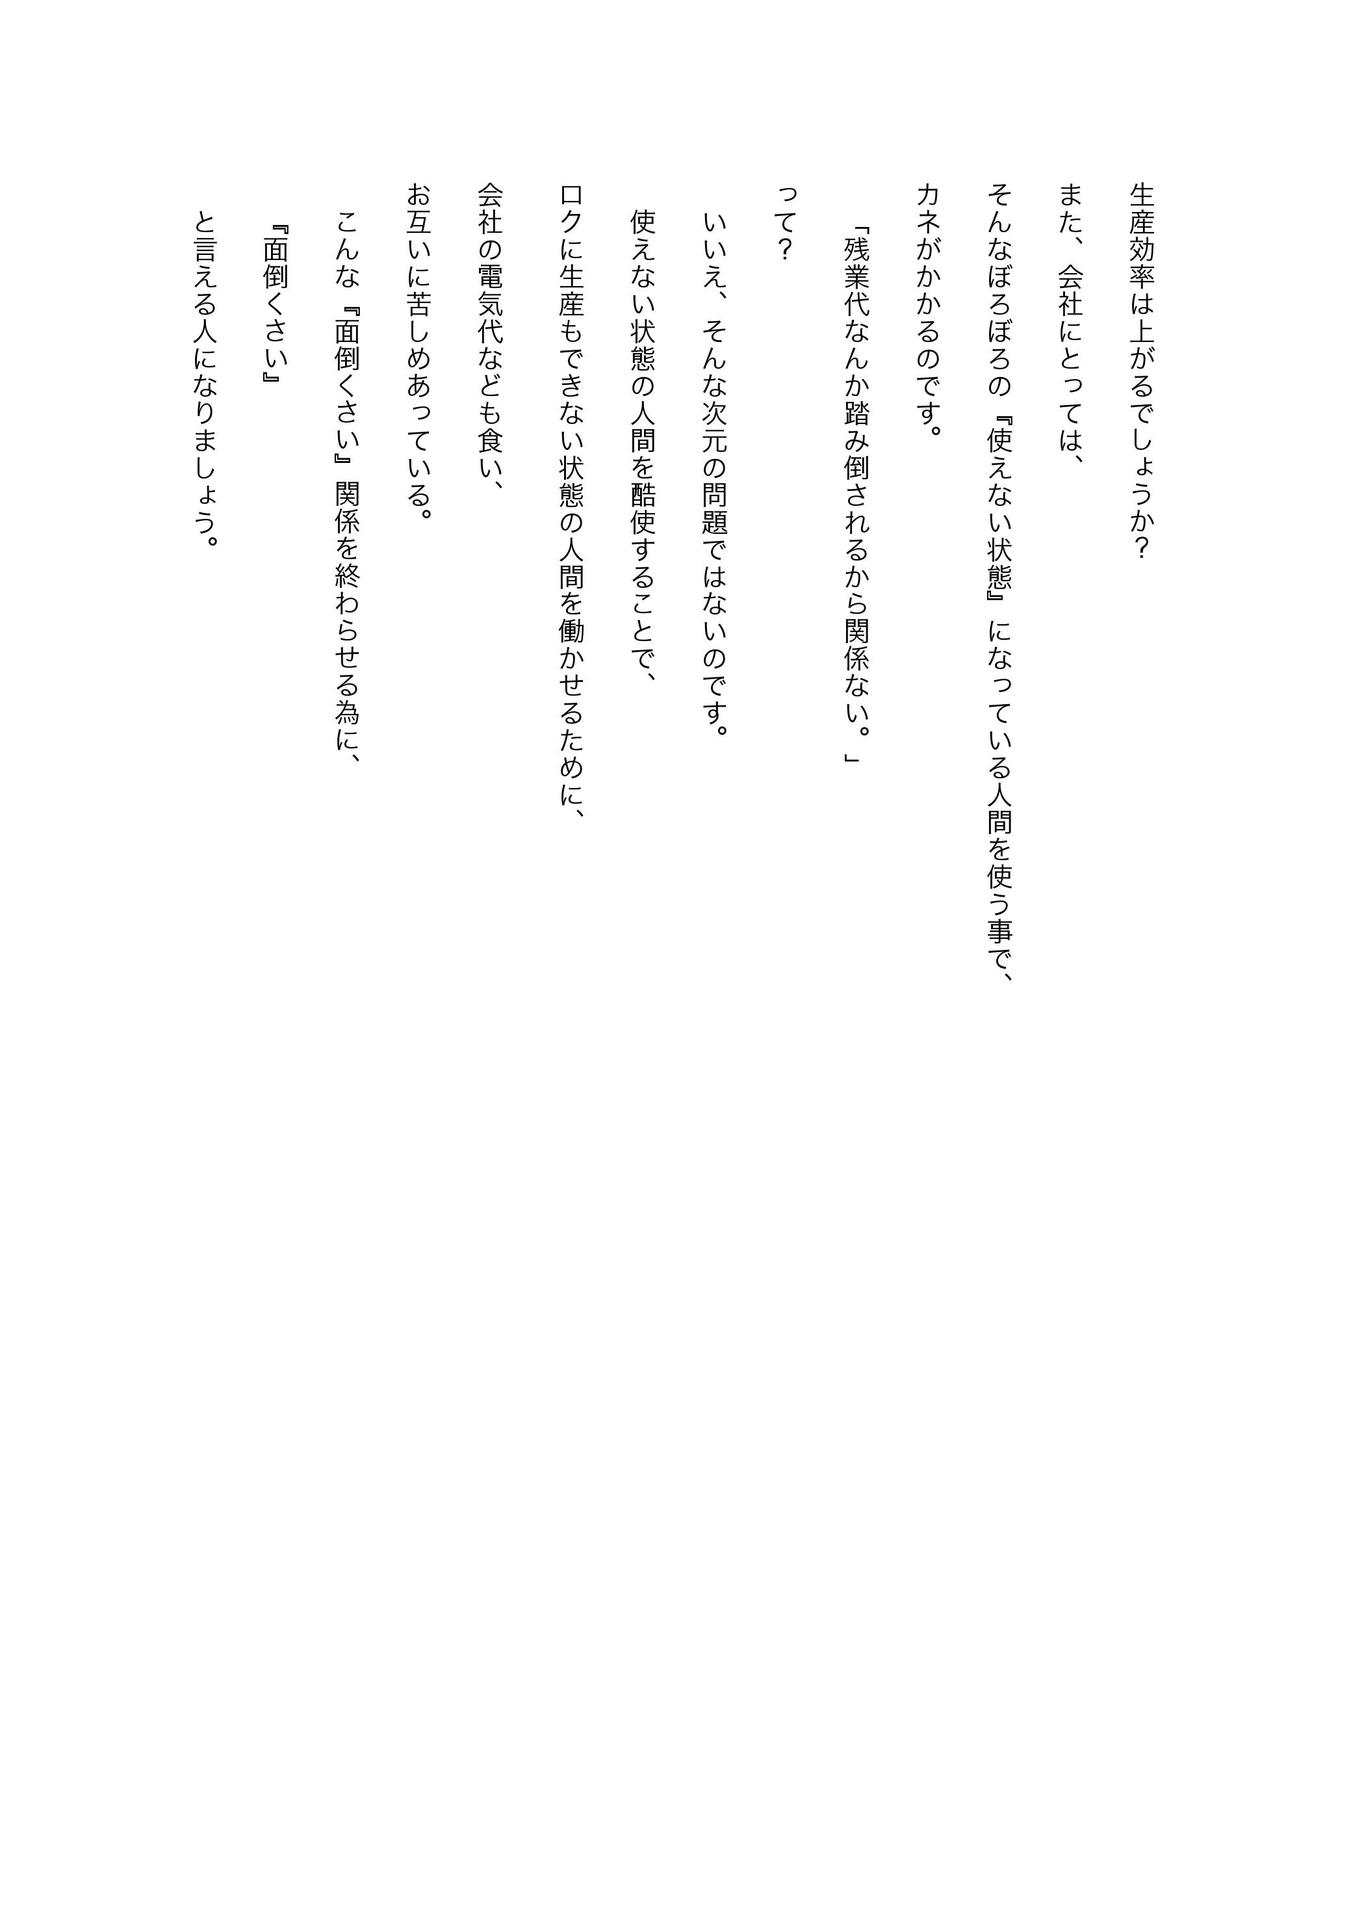 生産効率は上がるでしょうか？
また、会社にとっては、
そんなぼろぼろの『使えない状態』になっている人間を使う事で、
カネがかかるのです。
「残業代なんか踏み倒されるから関係ない。」
って？
いいえ、そんな次元の問題ではないのです。
使えない状態の人間を酷使することで、
ロクに生産もできない状態の人間を働かせるために、
会社の電気代なども食い、
お互いに苦しめあっている。
こんな『面倒くさい』関係を終わらせる為に、
『面倒くさい』
と言える人になりましょう。